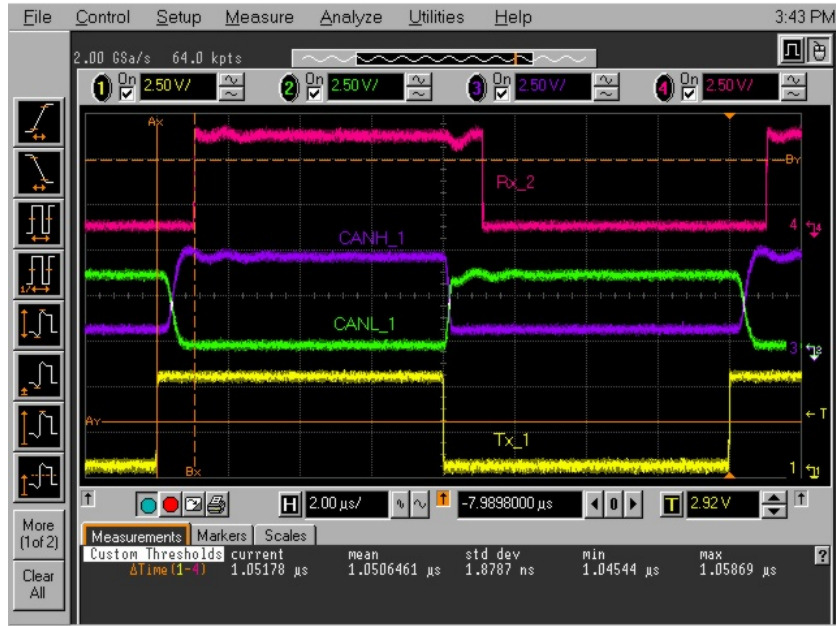 File Control Setup Measure Analyze Utilities Help 3:43 PM
2.00 GSa/s 64.0 kpts
1 On 2.50 V/ 2 On 2.50 V/ 3 On 2.50 V/ 4 On 2.50 V/
Ax
By
Rx_2
4
CANH_1
CANL_1
3 2
Ay
T
Tx_1
1
Bx
H 2.00 µs/ -7.9898000 µs 0 T 2.92 V
More
(1of 2)
Clear
All
Measurements Markers Scales
Custom Thresholds current mean std dev min max ?
ΔTime(1-4) 1.05178 µs 1.0506461 µs 1.8787 ns 1.04544 µs 1.05869 µs